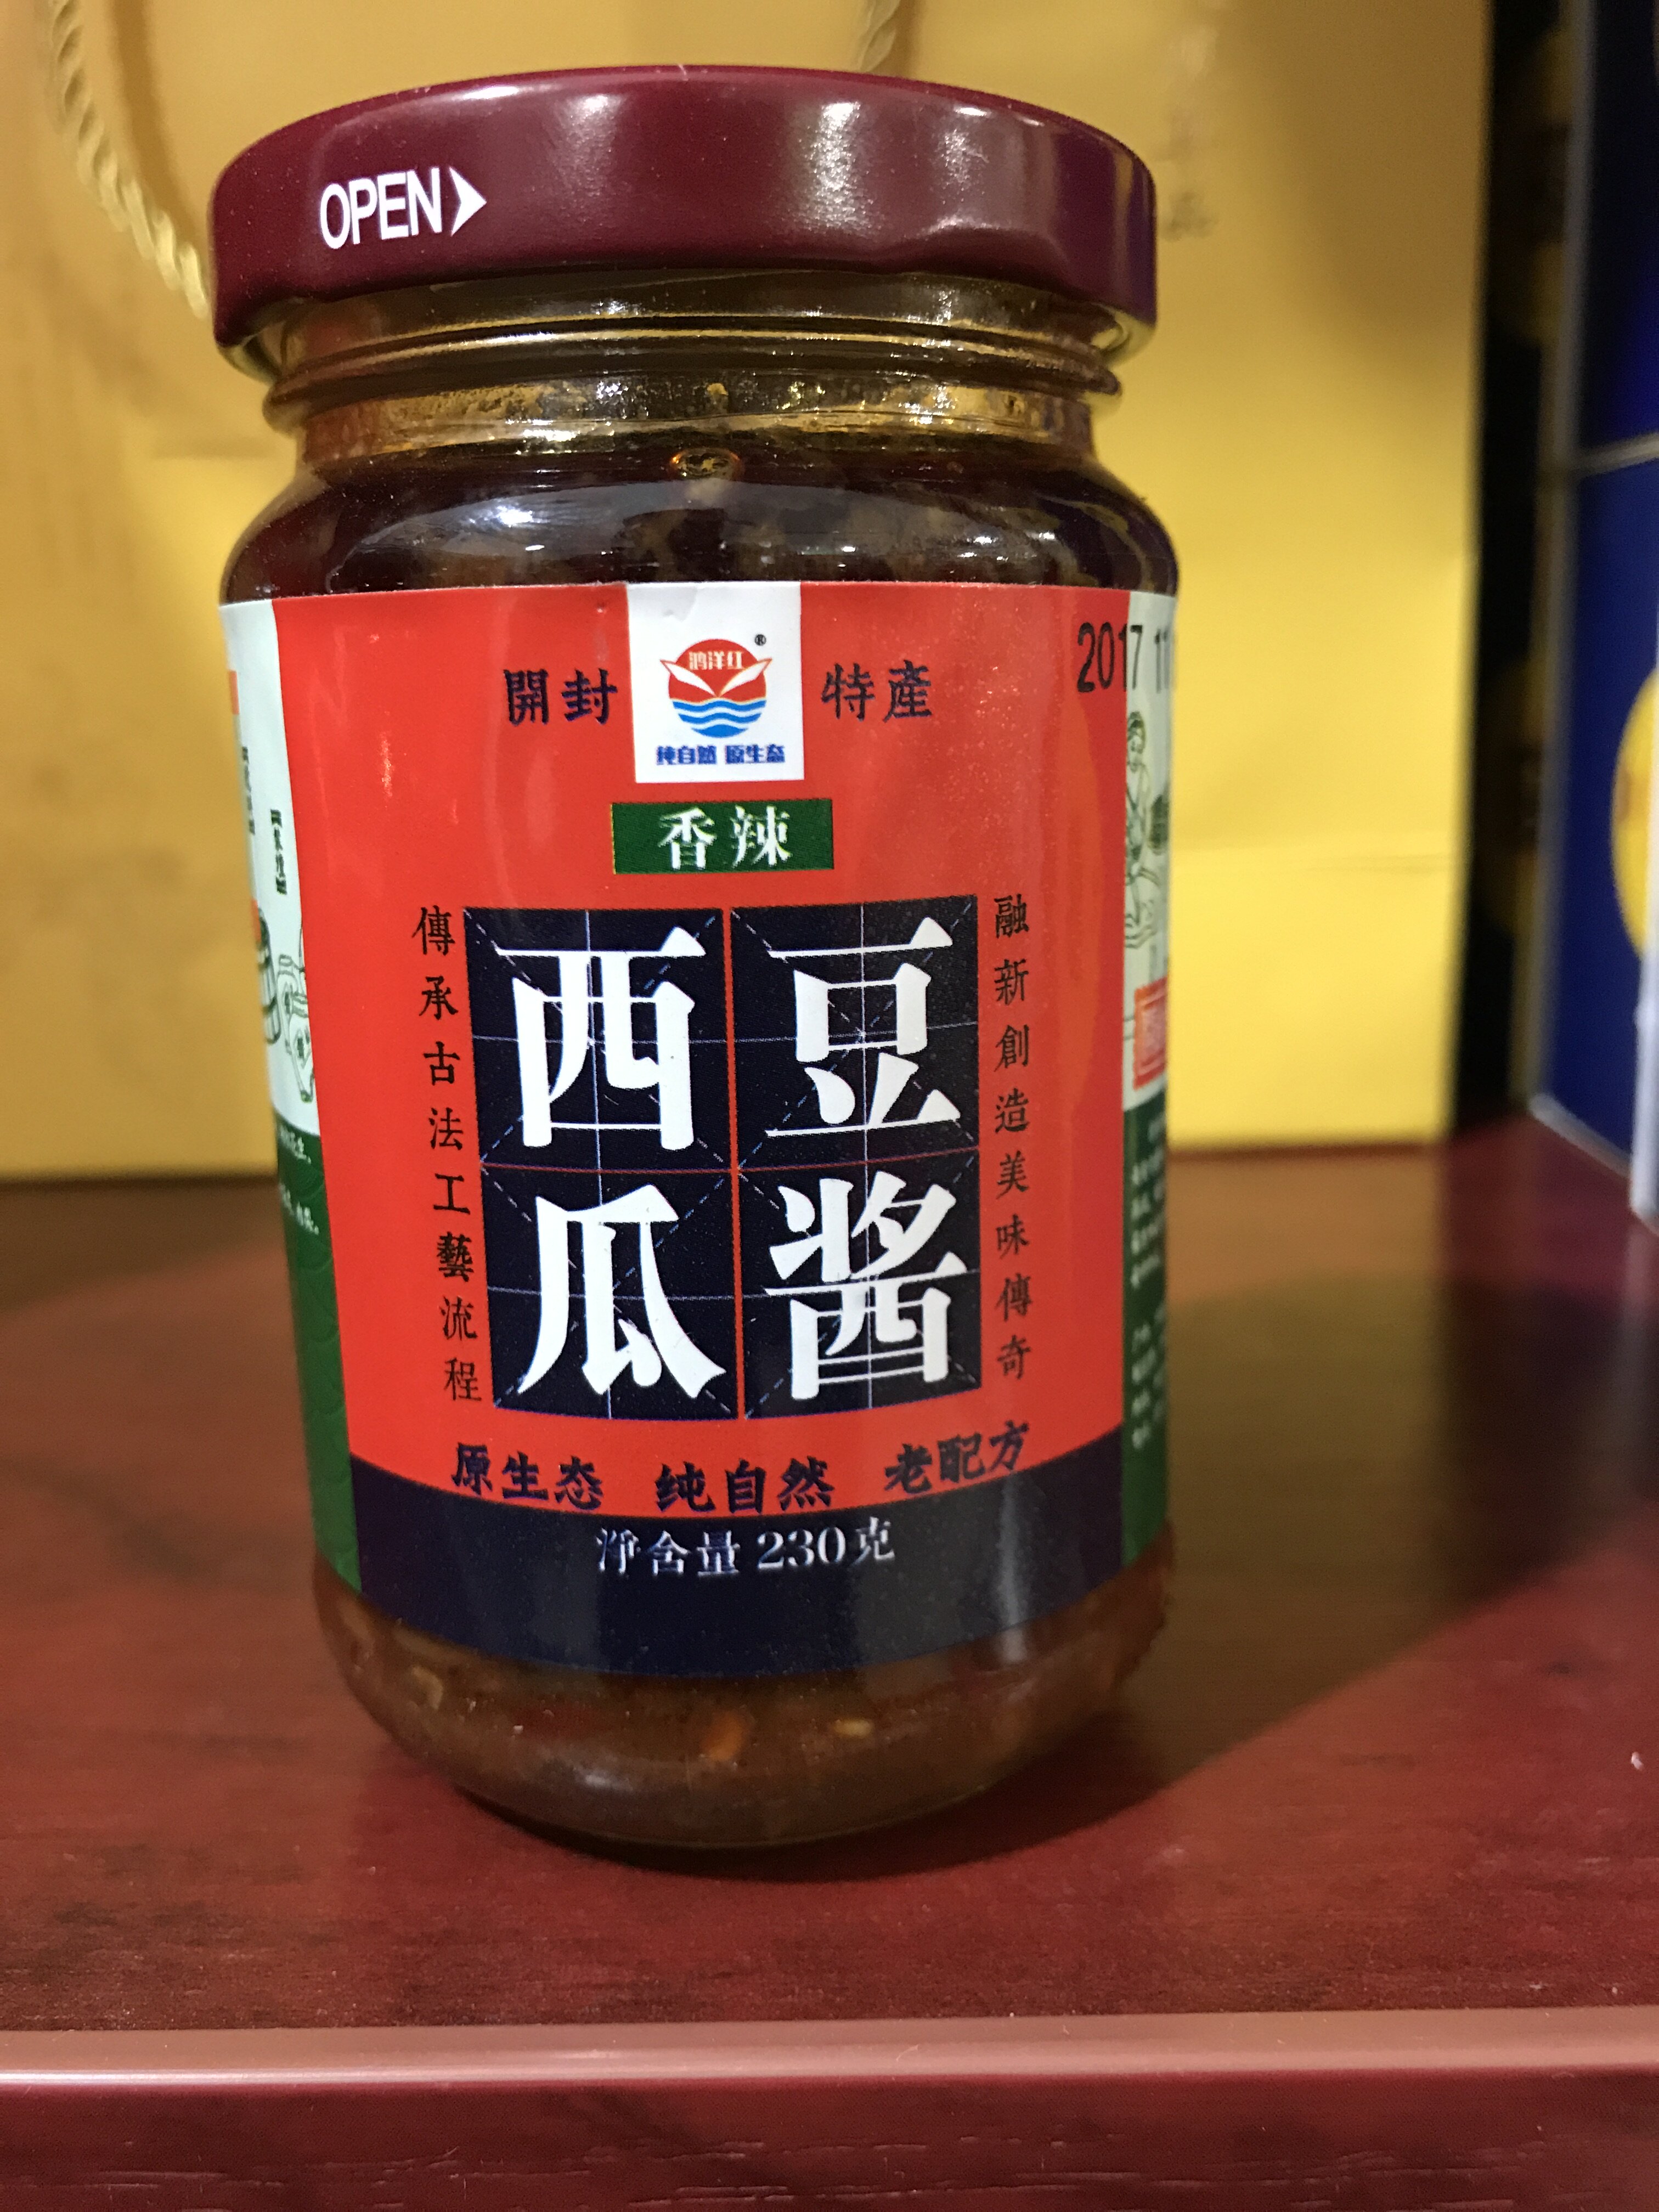 OPEN
開封
鸿洋红
®
纯自然 原生态
特產
2017 11
香辣
西瓜
豆酱
傳承古法工藝流程
融新創造美味傳奇
原生态 纯自然 老配方
淨含量 230克